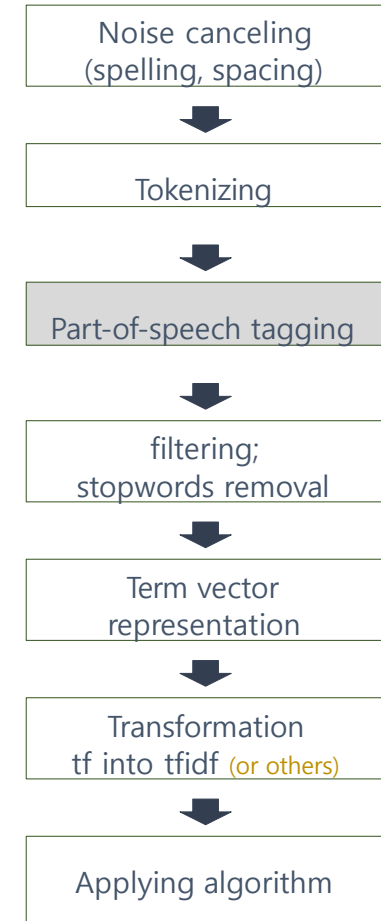 Noise canceling
(spelling, spacing)
Tokenizing
Part-of-speech tagging
filtering;
stopwords removal
Term vector
representation
Transformation
tf into tfidf (or others)
Applying algorithm